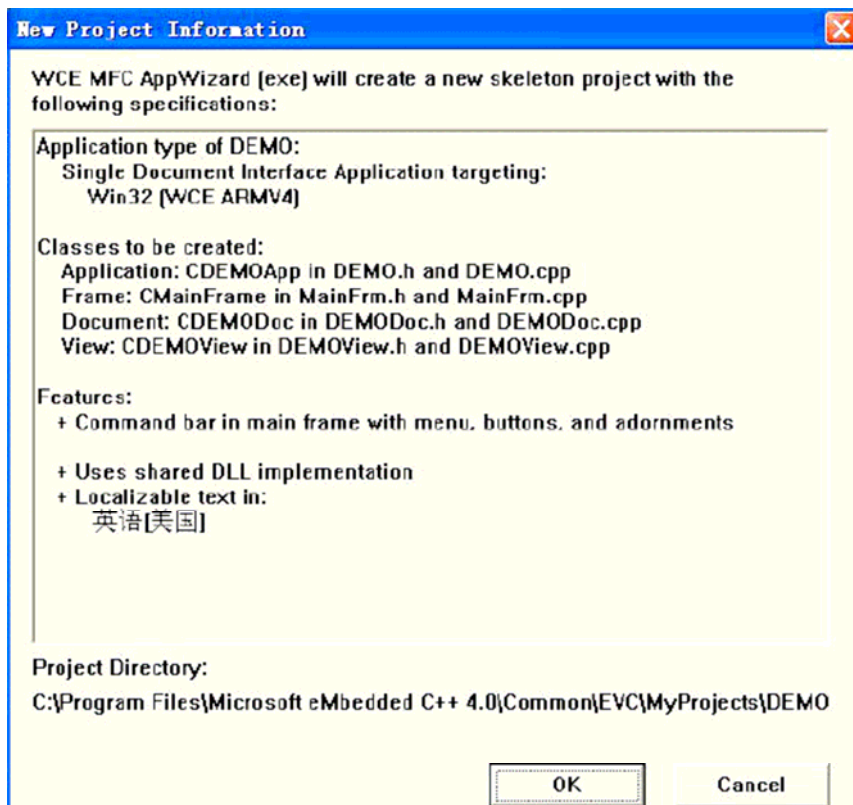 New Project Information
WCE MFC AppWizard (exe) will create a new skeleton project with the
following specifications:
Application type of DEMO:
Single Document Interface Application targeting:
Win32 (WCE ARMV4)
Classes to be created:
Application: CDEMOApp in DEMO.h and DEMO.cpp
Frame: CMainFrame in MainFrm.h and MainFrm.cpp
Document: CDEMODoc in DEMODoc.h and DEMODoc.cpp
View: CDEMOView in DEMOView.h and DEMOView.cpp
Features:
+ Command bar in main frame with menu, buttons, and adornments
+ Uses shared DLL implementation
+ Localizable text in:
英语[美国]
Project Directory:
C:\Program Files\Microsoft eMbedded C++ 4.0\Common\EVC\MyProjects\DEMO
OK
Cancel